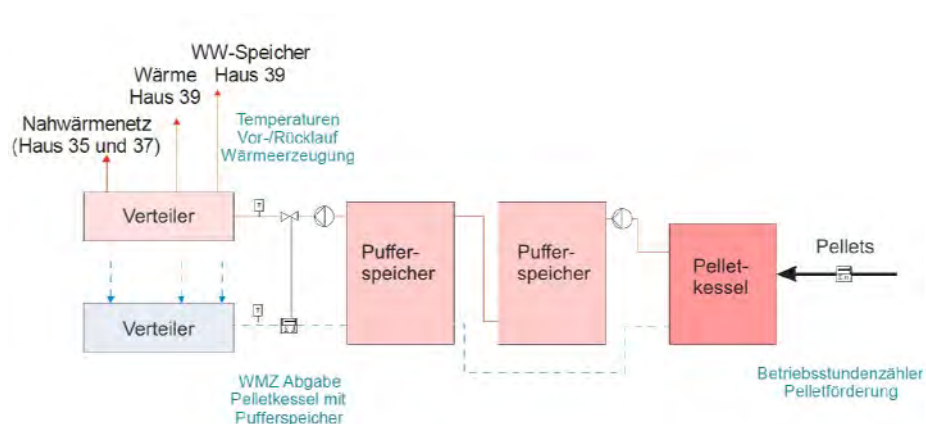 WW-Speicher
Haus 39
Wärme
Haus 39
Nahwärmenetz
(Haus 35 und 37)
Temperaturen
Vor-/Rücklauf
Wärmeerzeugung
Verteiler
Puffer-
speicher
Puffer-
speicher
Pellet-
kessel
Pellets
Verteiler
WMZ Abgabe
Pelletkessel mit
Pufferspeicher
Betriebsstundenzähler
Pelletförderung